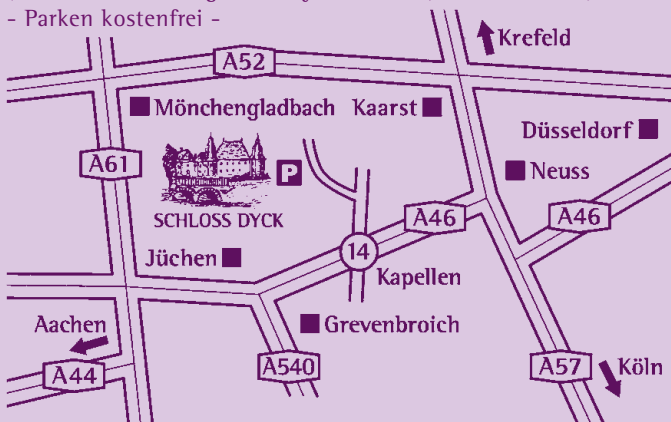 - Parken kostenfrei -
Krefeld
A52
Mönchengladbach
Kaarst
Düsseldorf
A61
P
Neuss
SCHLOSS DYCK
A46
A46
Jüchen
14
Kapellen
Aachen
Grevenbroich
A44
A540
A57
Köln